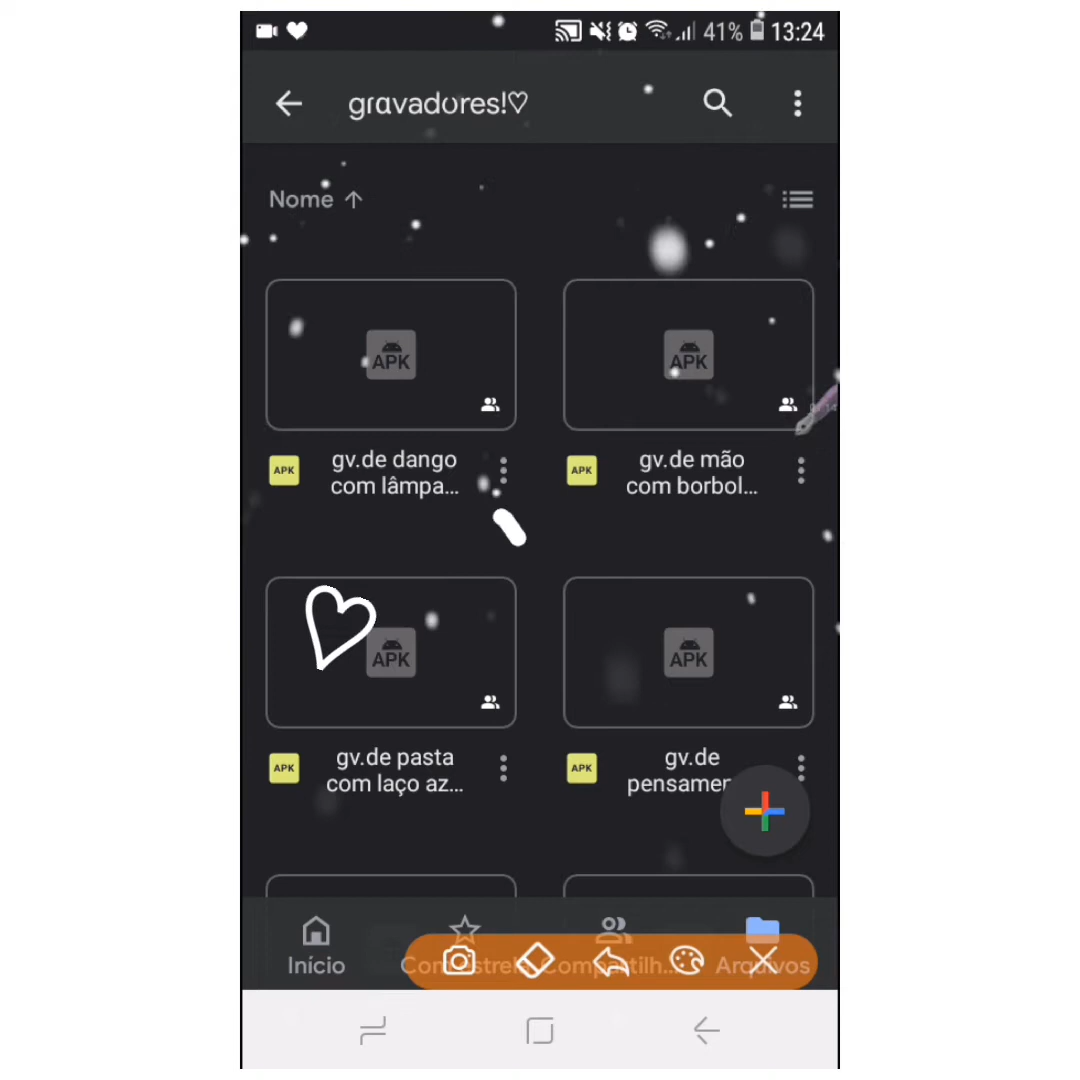 41% 13:24
gravadores!♡
Nome ↑
APK
APK
APK gv.de dango
com lâmpa...
APK gv.de mão
com borbol...
APK
APK
APK gv.de pasta
com laço az...
APK gv.de
Início
Compartilh...
Arquivos